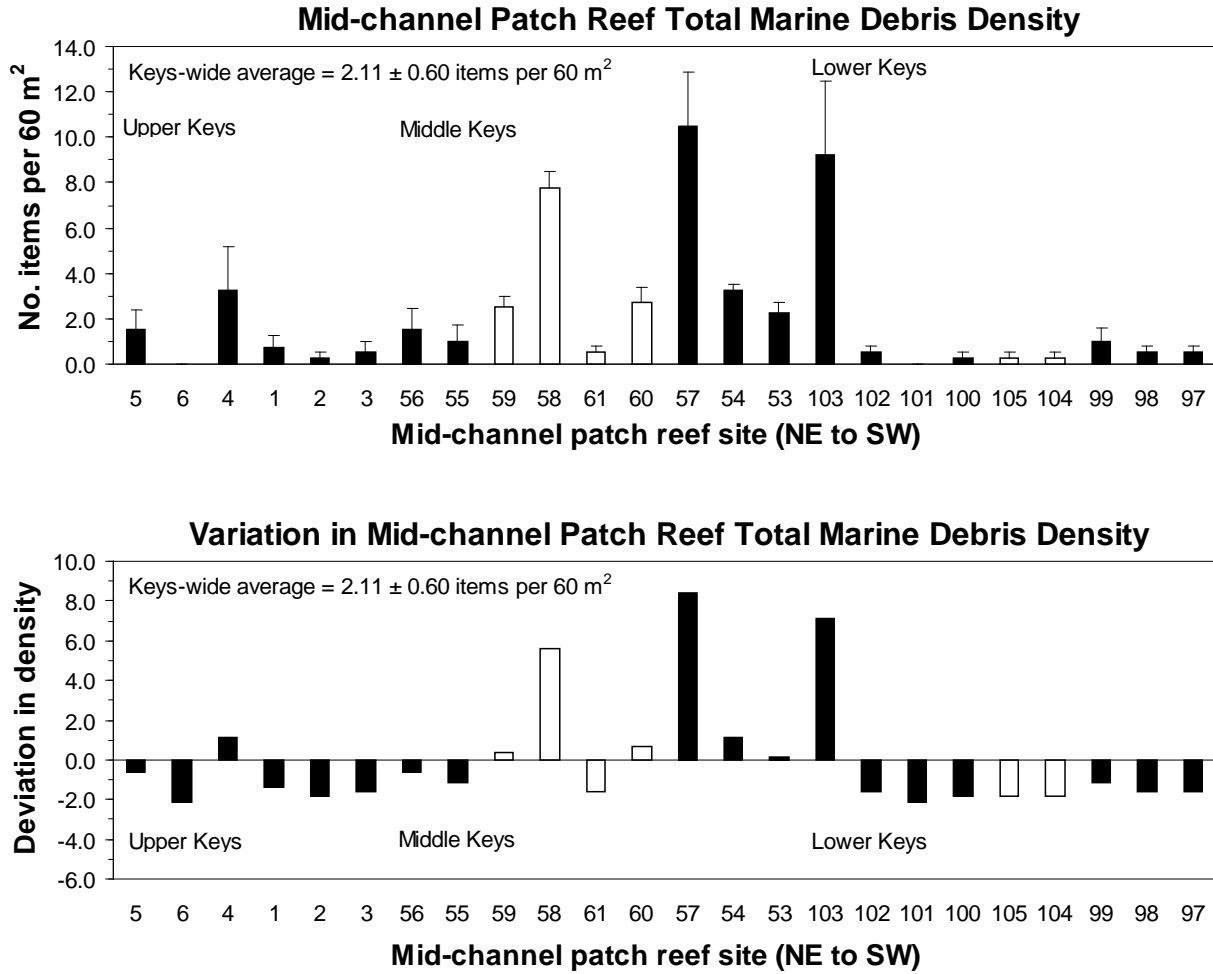 Mid-channel Patch Reef Total Marine Debris Density
No. items per 60 m²
14.0
12.0
10.0
8.0
6.0
4.0
2.0
0.0
Keys-wide average = 2.11 ± 0.60 items per 60 m²
Lower Keys
Upper Keys
Middle Keys
5 6 4 1 2 3 56 55 59 58 61 60 57 54 53 103 102 101 100 105 104 99 98 97
Mid-channel patch reef site (NE to SW)
Variation in Mid-channel Patch Reef Total Marine Debris Density
Deviation in density
10.0
8.0
6.0
4.0
2.0
0.0
-2.0
-4.0
-6.0
Keys-wide average = 2.11 ± 0.60 items per 60 m²
Upper Keys
Middle Keys
Lower Keys
5 6 4 1 2 3 56 55 59 58 61 60 57 54 53 103 102 101 100 105 104 99 98 97
Mid-channel patch reef site (NE to SW)